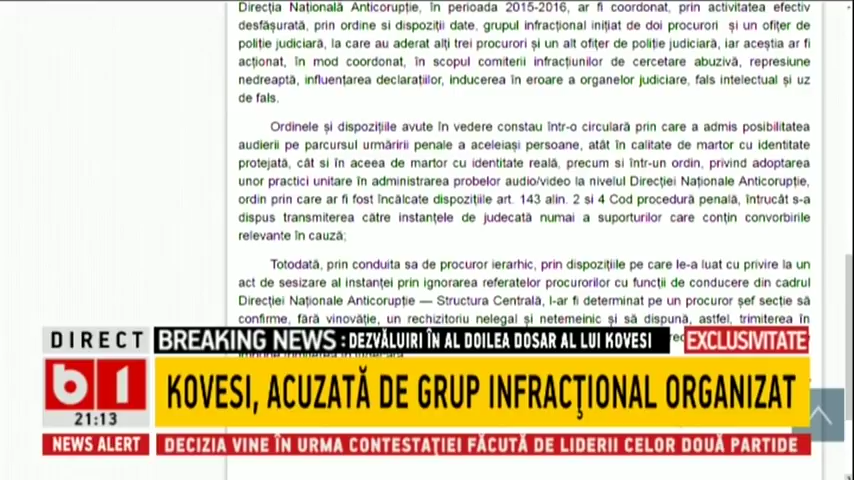 Direcția Națională Anticorupție, în perioada 2015-2016, ar fi coordonat, prin activitatea efectiv
desfășurată, prin ordine si dispoziții date, grupul infracțional inițiat de doi procurori și un ofițer de
poliție judiciară, la care au aderat alți trei procurori și un alt ofițer de poliție judiciară, iar aceștia ar fi
acționat, în mod coordonat, în scopul comiterii infracțiunilor de cercetare abuzivă, represiune
nedreaptă, influențarea declarațiilor, inducerea în eroare a organelor judiciare, fals intelectual și uz
de fals.
Ordinele și dispozițiile avute în vedere constau într-o circulară prin care a admis posibilitatea
audierii pe parcursul urmăririi penale a aceleiași persoane, atât în calitate de martor cu identitate
protejată, cât si în aceea de martor cu identitate reală, precum si într-un ordin, privind adoptarea
unor practici unitare în administrarea probelor audio/video la nivelul Direcției Naționale Anticorupție,
ordin prin care ar fi fost încălcate dispozițiile art. 143 alin. 2 si 4 Cod procedură penală, întrucât s-a
dispus transmiterea către instanțele de judecată numai a suporturilor care conțin convorbirile
relevante în cauză;
Totodată, prin conduita sa de procuror ierarhic, prin dispozițiile pe care le-a luat cu privire la un
act de sesizare al instanței prin ignorarea referatelor procurorilor cu funcții de conducere din cadrul
Direcției Naționale Anticorupție — Structura Centrală, l-ar fi determinat pe un procuror șef secție să
confirme, fără vinovăție, un rechizitoriu nelegal și netemeinic și să dispună, astfel, trimiterea în
DIRECT BREAKING NEWS : DEZVĂLUIRI ÎN AL DOILEA DOSAR AL LUI KOVESI EXCLUSIVITATE
B1 KOVESI, ACUZATĂ DE GRUP INFRACŢIONAL ORGANIZAT
21:13
NEWS ALERT DECIZIA VINE ÎN URMA CONTESTAŢIEI FĂCUTĂ DE LIDERII CELOR DOUĂ PARTIDE